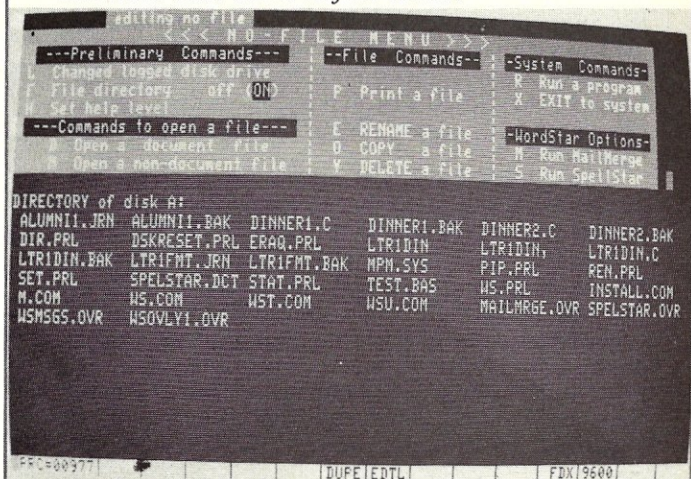 editing no file
< < < NO-FILE MENU > > >
---Preliminary Commands--- --File Commands-- -System Commands-
L Changed logged disk drive R Run a program
F File directory off (ON) P Print a file X EXIT to system
H Set help level
---Commands to open a file--- E RENAME a file -WordStar Options-
D Open a document file O COPY a file M Run MailMerge
N Open a non-document file Y DELETE a file S Run SpellStar
DIRECTORY of disk A:
ALUMNI1.JRN ALUMNI1.BAK DINNER1.C DINNER1.BAK DINNER2.C DINNER2.BAK
DIR.PRL DSKRESET.PRL ERAQ.PRL LTR1DIN LTR1DIN, LTR1DIN.C
LTR1DIN.BAK LTR1FMT.JRN LTR1FMT.BAK MPM.SYS PIP.PRL REN.PRL
SET.PRL SPELSTAR.DCT STAT.PRL TEST.BAS WS.PRL INSTALL.COM
M.COM WS.COM WST.COM WSU.COM MAILMRGE.OVR SPELSTAR.OVR
WSMSGS.OVR WSOVLY1.OVR
FRC=00977 DUPE EDTL FDX 9600